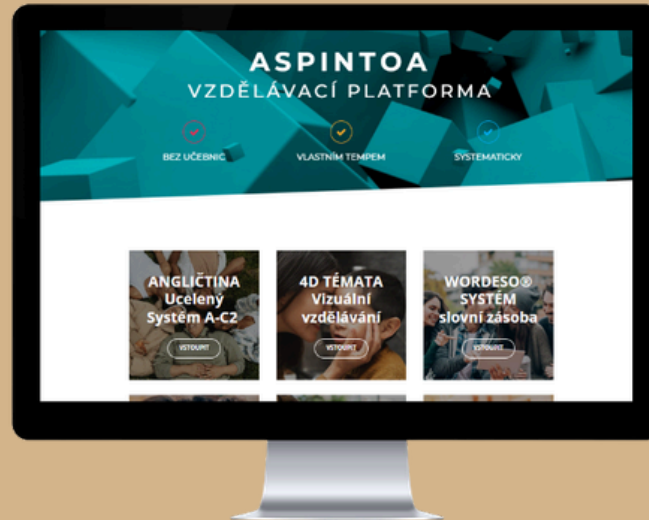 ASPINTOA
VZDĚLÁVACÍ PLATFORMA
BEZ UČEBNIC
VLASTNÍM TEMPEM
SYSTEMATICKY
ANGLIČTINA
Ucelený
Systém A-C2
VSTOUPIT
4D TÉMATA
Vizuální
vzdělávání
VSTOUPIT
WORDESO®
SYSTÉM
slovní zásoba
VSTOUPIT